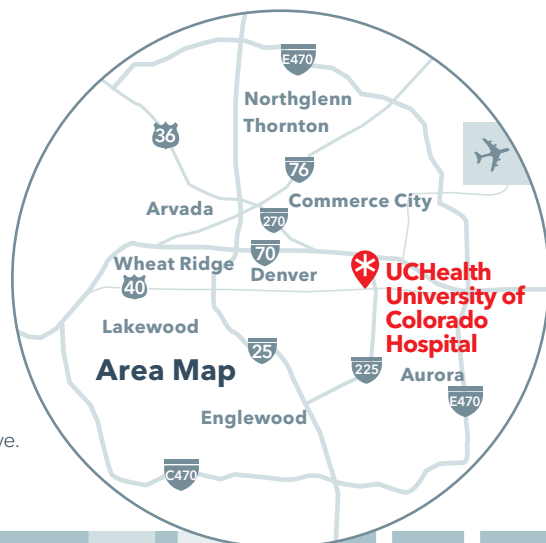 E470
Northglenn
Thornton
36
76
Commerce City
Arvada
270
70
Wheat Ridge
Denver
40
UCHealth
University of
Colorado
Hospital
Lakewood
25
Area Map
225
Aurora
E470
Englewood
ve.
C470